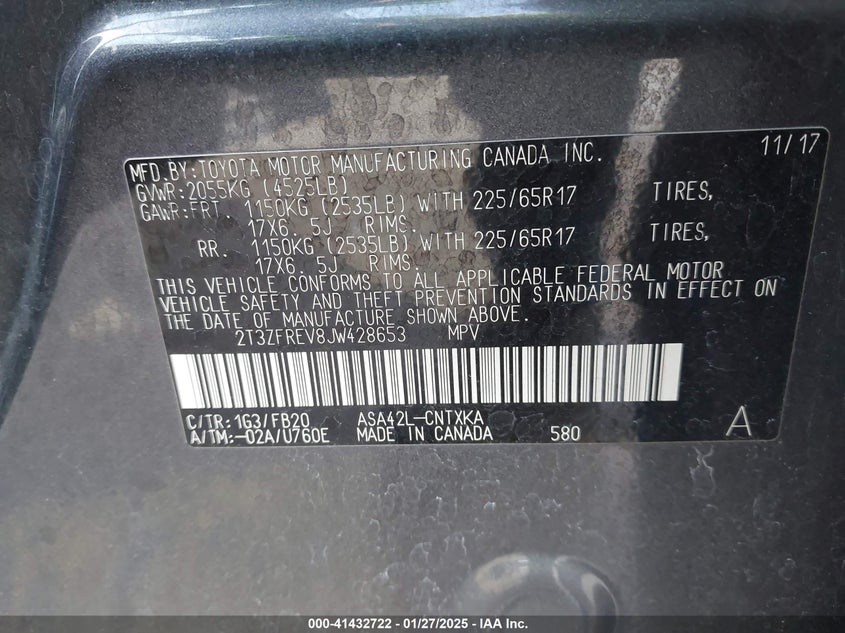 MFD. BY: TOYOTA MOTOR MANUFACTURING CANADA INC. 11/17
GVWR: 2055KG (4525LB)
GAWR: FRT. 1150KG (2535LB) WITH 225/65R17 TIRES,
17X6. 5J RIMS.
RR. 1150KG (2535LB) WITH 225/65R17 TIRES,
17X6. 5J RIMS.
THIS VEHICLE CONFORMS TO ALL APPLICABLE FEDERAL MOTOR
VEHICLE SAFETY AND THEFT PREVENTION STANDARDS IN EFFECT ON
THE DATE OF MANUFACTURE SHOWN ABOVE.
2T3ZFREV8JW428653 MPV
C/TR: 1G3/FB20 ASA42L-CNTXKA
A/TM: -02A/U760E MADE IN CANADA 580 A
000-41432722 — 01/27/2025 — IAA Inc.